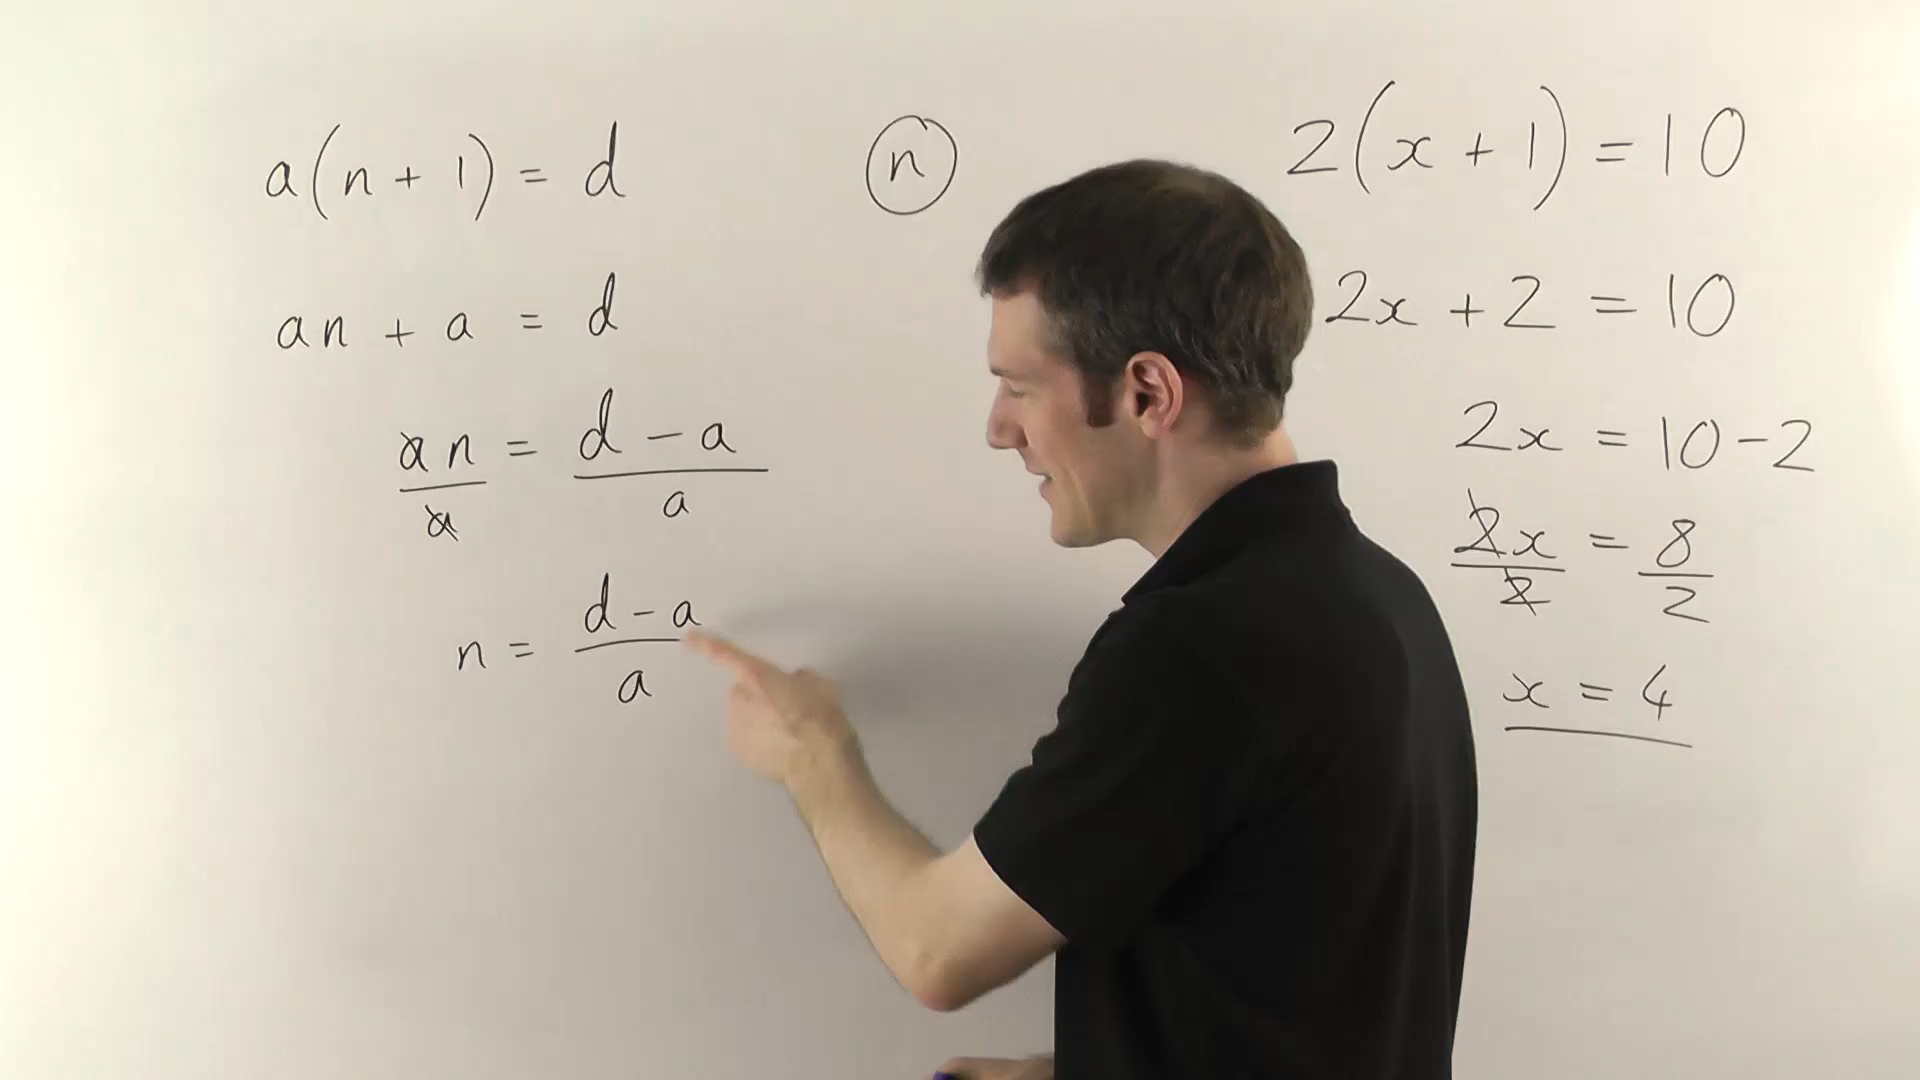 a(n + 1) = d
an + a = d
an/a = d - a/a
n = d - a/a
n
2(x + 1) = 10
2x + 2 = 10
2x = 10 - 2
2x/2 = 8/2
x = 4